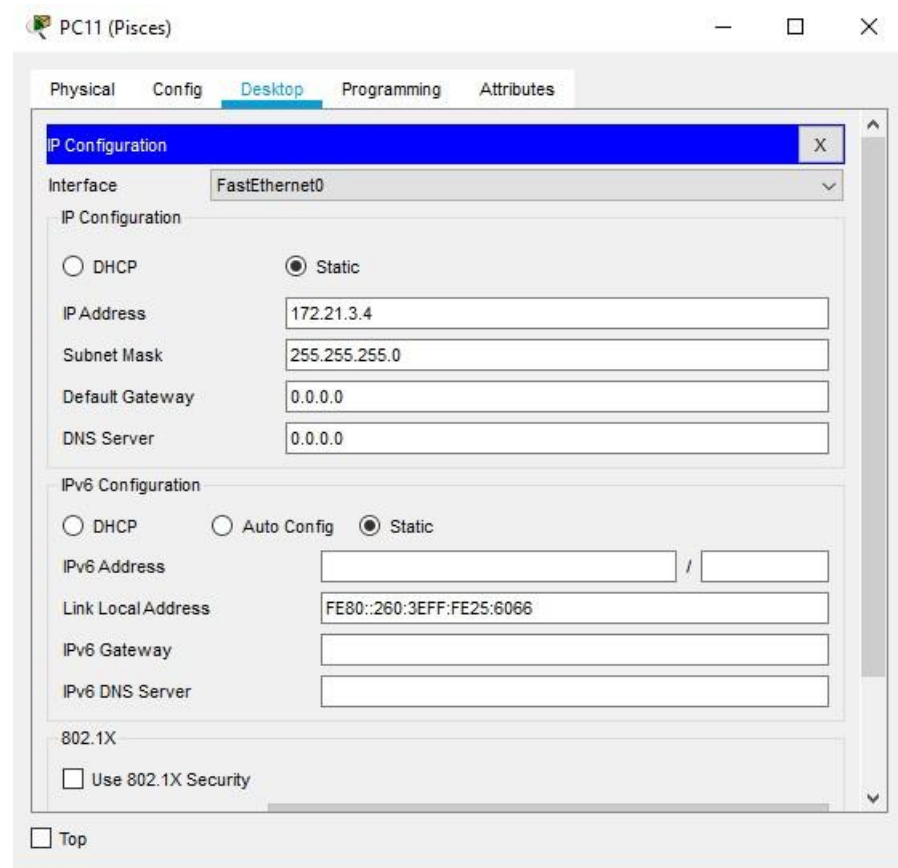 PC11 (Pisces)
Physical Config Desktop Programming Attributes
IP Configuration X
Interface FastEthernet0
IP Configuration
DHCP Static
IP Address 172.21.3.4
Subnet Mask 255.255.255.0
Default Gateway 0.0.0.0
DNS Server 0.0.0.0
IPv6 Configuration
DHCP Auto Config Static
IPv6 Address /
Link Local Address FE80::260:3EFF:FE25:6066
IPv6 Gateway
IPv6 DNS Server
802.1X
Use 802.1X Security
Top